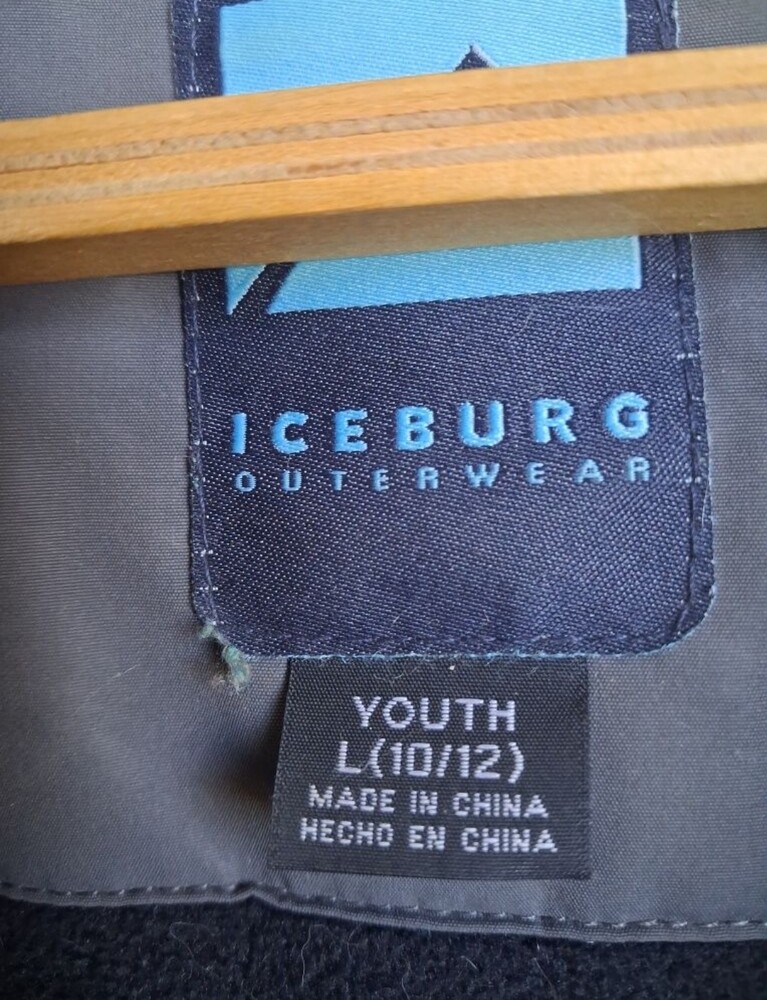 ICEBURG
OUTERWEAR
YOUTH
L(10/12)
MADE IN CHINA
HECHO EN CHINA